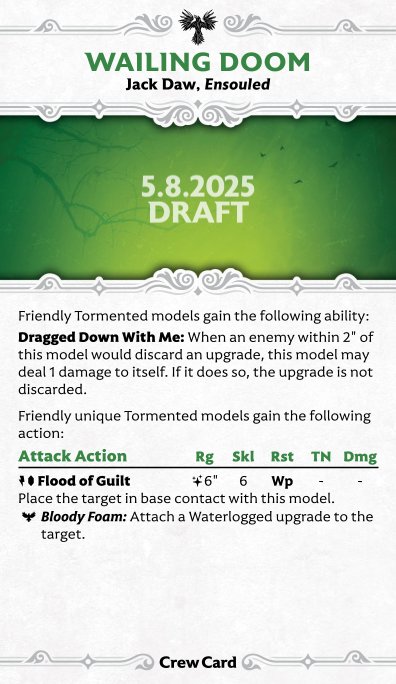 WAILING DOOM
Jack Daw, Ensouled
5.8.2025
DRAFT
Friendly Tormented models gain the following ability:
Dragged Down With Me: When an enemy within 2" of
this model would discard an upgrade, this model may
deal 1 damage to itself. If it does so, the upgrade is not
discarded.
Friendly unique Tormented models gain the following
action:
Attack Action Rg Skl Rst TN Dmg
Flood of Guilt 6" 6 Wp - -
Place the target in base contact with this model.
Bloody Foam: Attach a Waterlogged upgrade to the
target.
Crew Card